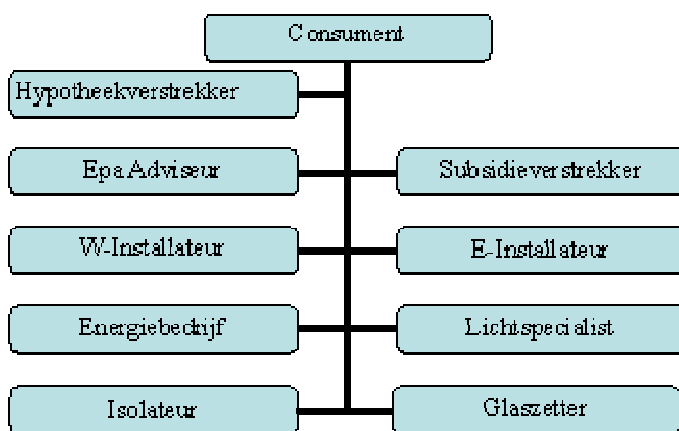 Consument
Hypotheekverstrekker
Epa Adviseur
Subsidieverstrekker
W-Installateur
E-Installateur
Energiebedrijf
Lichtspecialist
Isolateur
Glaszetter